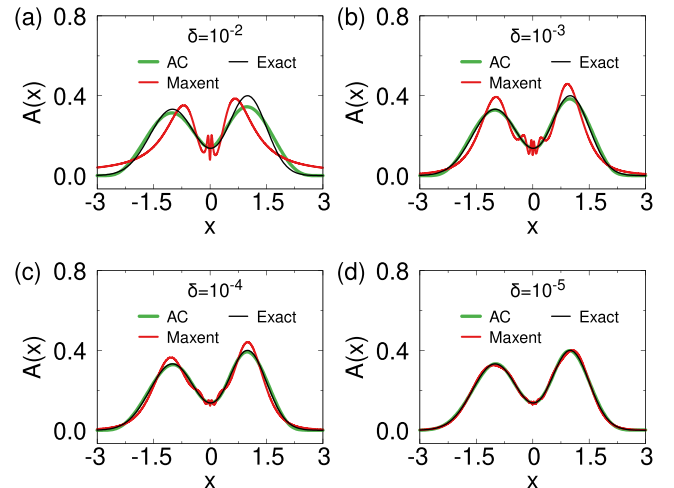 (a)
δ=10-2
AC
Exact
Maxent
A(x)
0.8
0.4
0.0
-3
-1.5
0
1.5
3
x
(b)
δ=10-3
AC
Exact
Maxent
A(x)
0.8
0.4
0.0
-3
-1.5
0
1.5
3
x
(c)
δ=10-4
AC
Exact
Maxent
A(x)
0.8
0.4
0.0
-3
-1.5
0
1.5
3
x
(d)
δ=10-5
AC
Exact
Maxent
A(x)
0.8
0.4
0.0
-3
-1.5
0
1.5
3
x